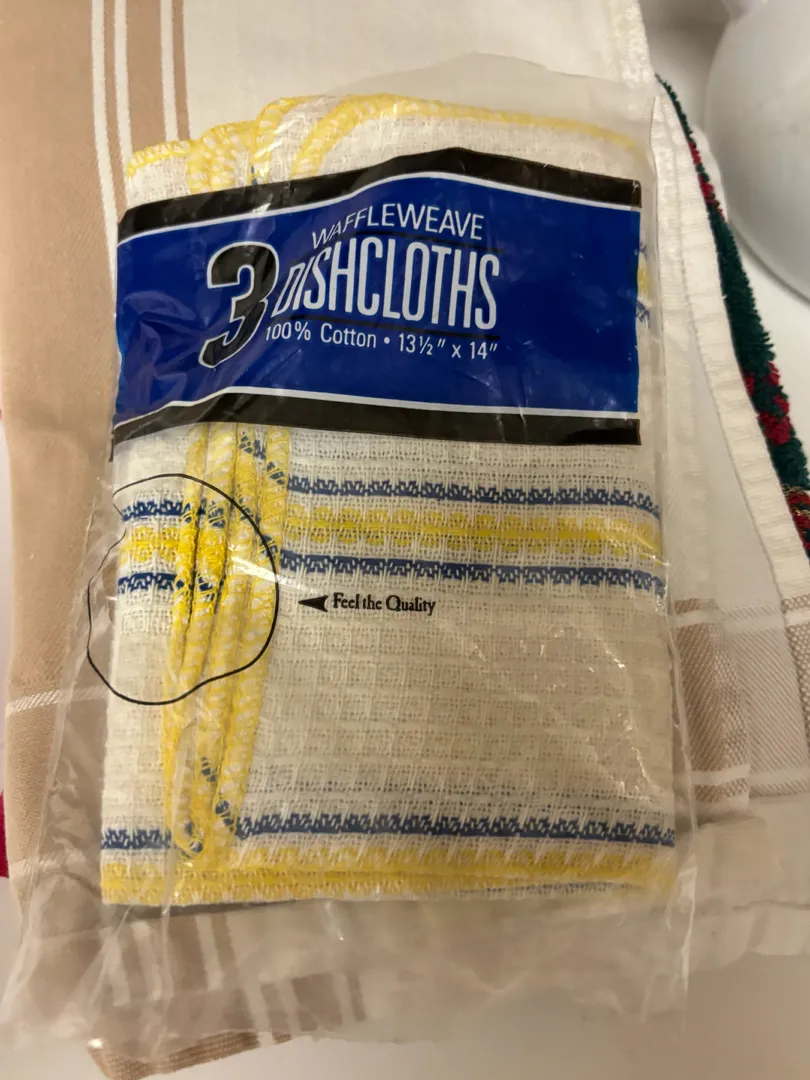 WAFFLEWEAVE
3 DISHCLOTHS
100% Cotton • 13½" x 14"
Feel the Quality